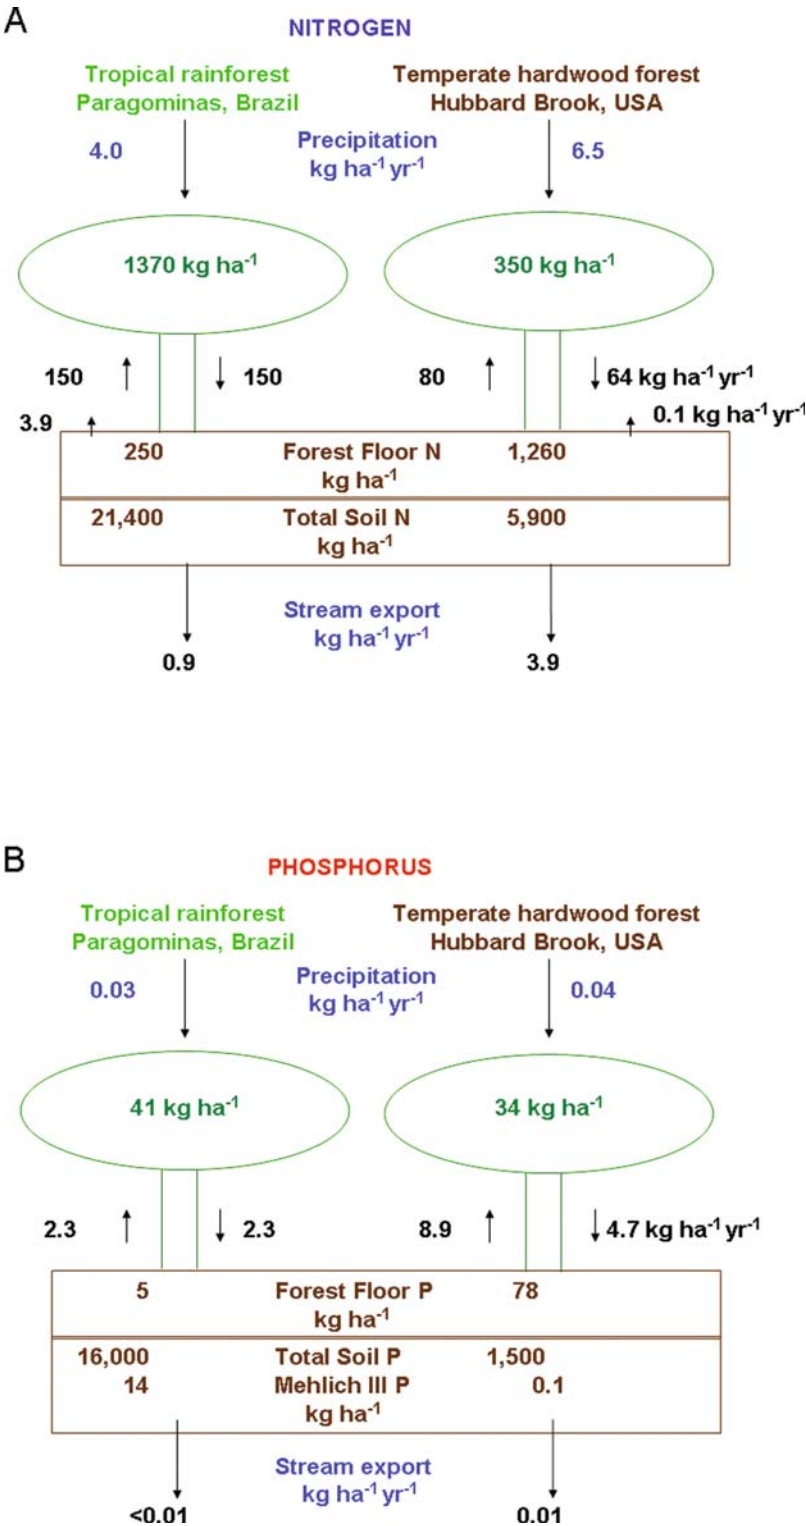 A
NITROGEN
Tropical rainforest Temperate hardwood forest
Paragominas, Brazil Hubbard Brook, USA
4.0 Precipitation 6.5
kg ha⁻¹ yr⁻¹
1370 kg ha⁻¹ 350 kg ha⁻¹
150 150 80 64 kg ha⁻¹ yr⁻¹
3.9 0.1 kg ha⁻¹ yr⁻¹
250 Forest Floor N 1,260
kg ha⁻¹
21,400 Total Soil N 5,900
kg ha⁻¹
Stream export
kg ha⁻¹ yr⁻¹
0.9 3.9
B
PHOSPHORUS
Tropical rainforest Temperate hardwood forest
Paragominas, Brazil Hubbard Brook, USA
0.03 Precipitation 0.04
kg ha⁻¹ yr⁻¹
41 kg ha⁻¹ 34 kg ha⁻¹
2.3 2.3 8.9 4.7 kg ha⁻¹ yr⁻¹
5 Forest Floor P 78
kg ha⁻¹
16,000 Total Soil P 1,500
14 Mehlich III P 0.1
kg ha⁻¹
Stream export
kg ha⁻¹ yr⁻¹
<0.01 0.01